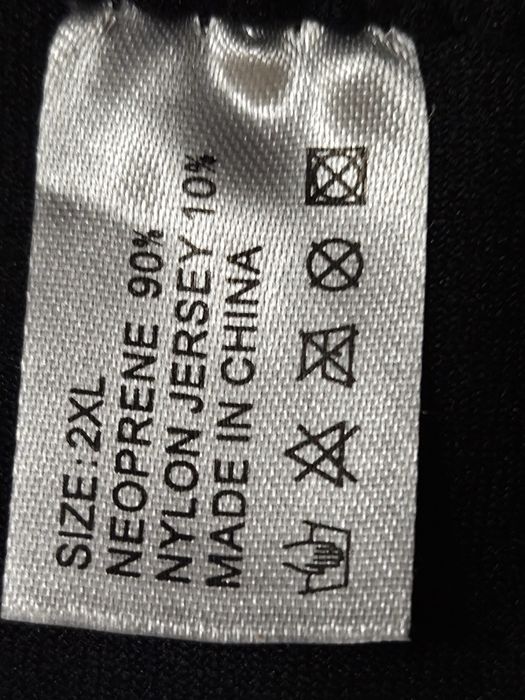 SIZE: 2XL
NEOPRENE 90%
NYLON JERSEY 10%
MADE IN CHINA